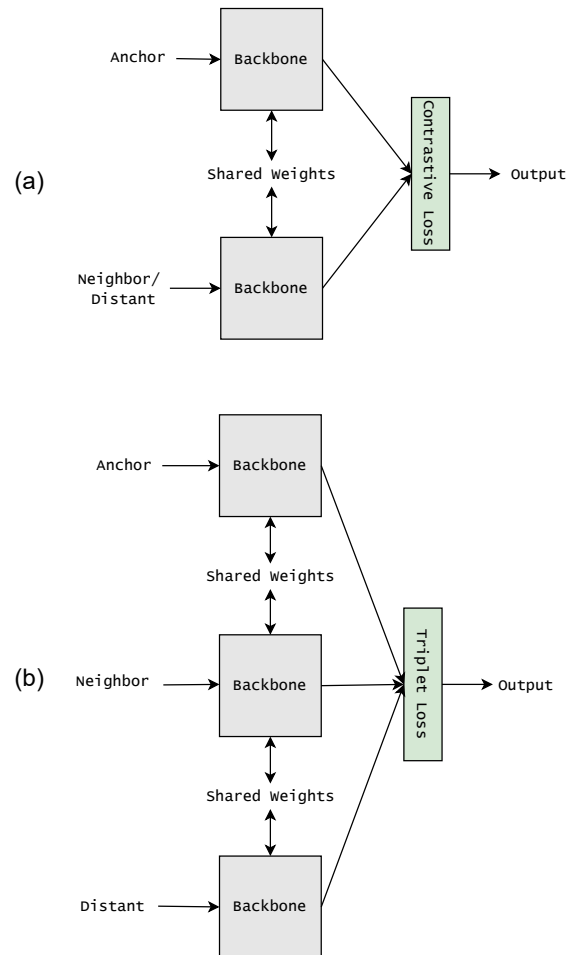 Anchor
Backbone
Shared Weights
(a)
Contrastive Loss
Output
Neighbor/
Distant
Backbone
Anchor
Backbone
Shared Weights
(b)
Neighbor
Backbone
Triplet Loss
Output
Shared Weights
Distant
Backbone